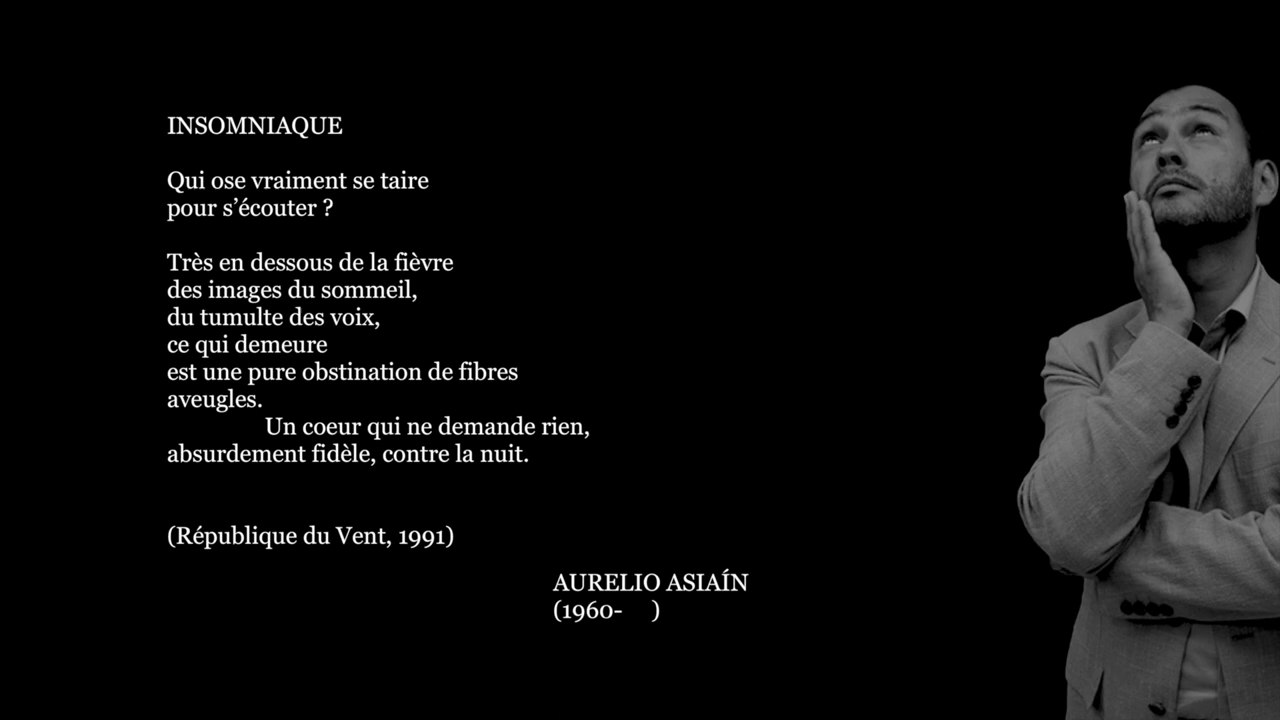 INSOMNIAQUE
Qui ose vraiment se taire
pour s’écouter ?
Très en dessous de la fièvre
des images du sommeil,
du tumulte des voix,
ce qui demeure
est une pure obstination de fibres
aveugles.
Un coeur qui ne demande rien,
absurdement fidèle, contre la nuit.
(République du Vent, 1991)
AURELIO ASIAÍN
(1960- )